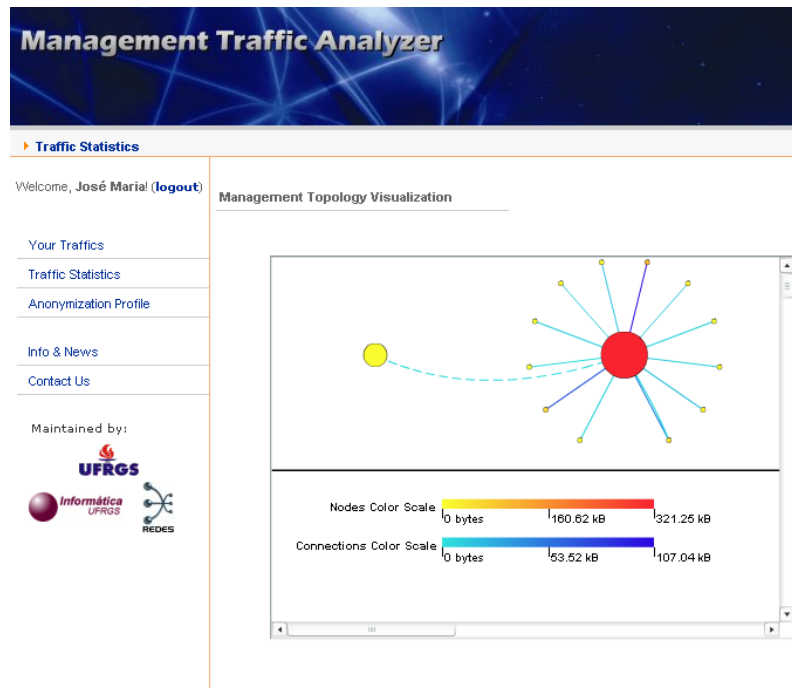 Management Traffic Analyzer
Traffic Statistics
Welcome, José Maria! (logout)
Management Topology Visualization
Your Traffics
Traffic Statistics
Anonymization Profile
Info & News
Contact Us
Maintained by:
UFRGS
Informática
UFRGS
REDES
Nodes Color Scale
0 bytes 160.62 kB 321.25 kB
Connections Color Scale
0 bytes 53.52 kB 107.04 kB